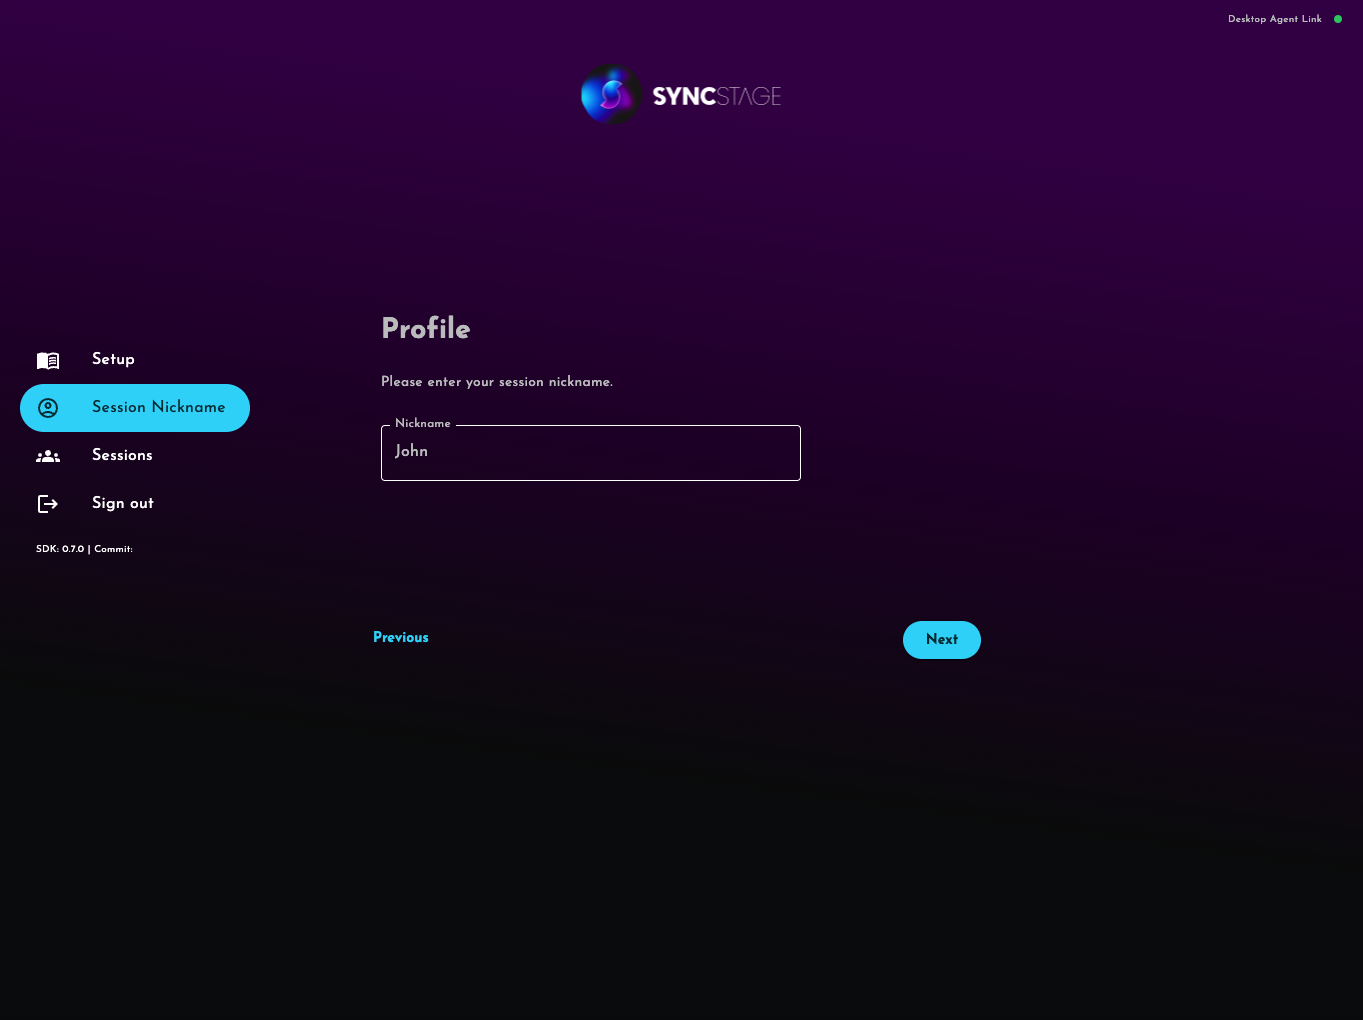 Desktop Agent Link
SYNCSTAGE
Setup
Session Nickname
Sessions
Sign out
SDK: 0.7.0 | Commit:
Profile
Please enter your session nickname.
Nickname
John
Previous
Next